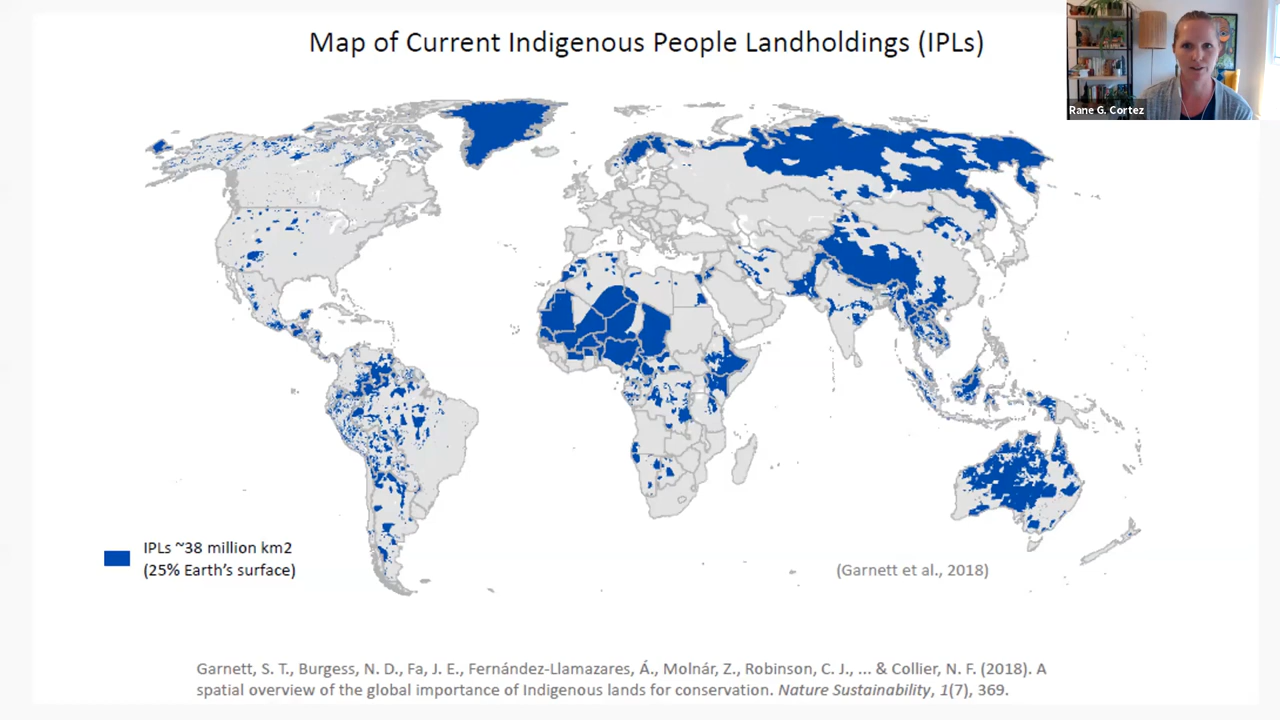 Map of Current Indigenous People Landholdings (IPLs)
Rane G. Cortez
IPLs ~38 million km2
(25% Earth's surface)
(Garnett et al., 2018)
Garnett, S. T., Burgess, N. D., Fa, J. E., Fernández-Llamazares, Á., Molnár, Z., Robinson, C. J., ... & Collier, N. F. (2018). A
spatial overview of the global importance of Indigenous lands for conservation. Nature Sustainability, 1(7), 369.